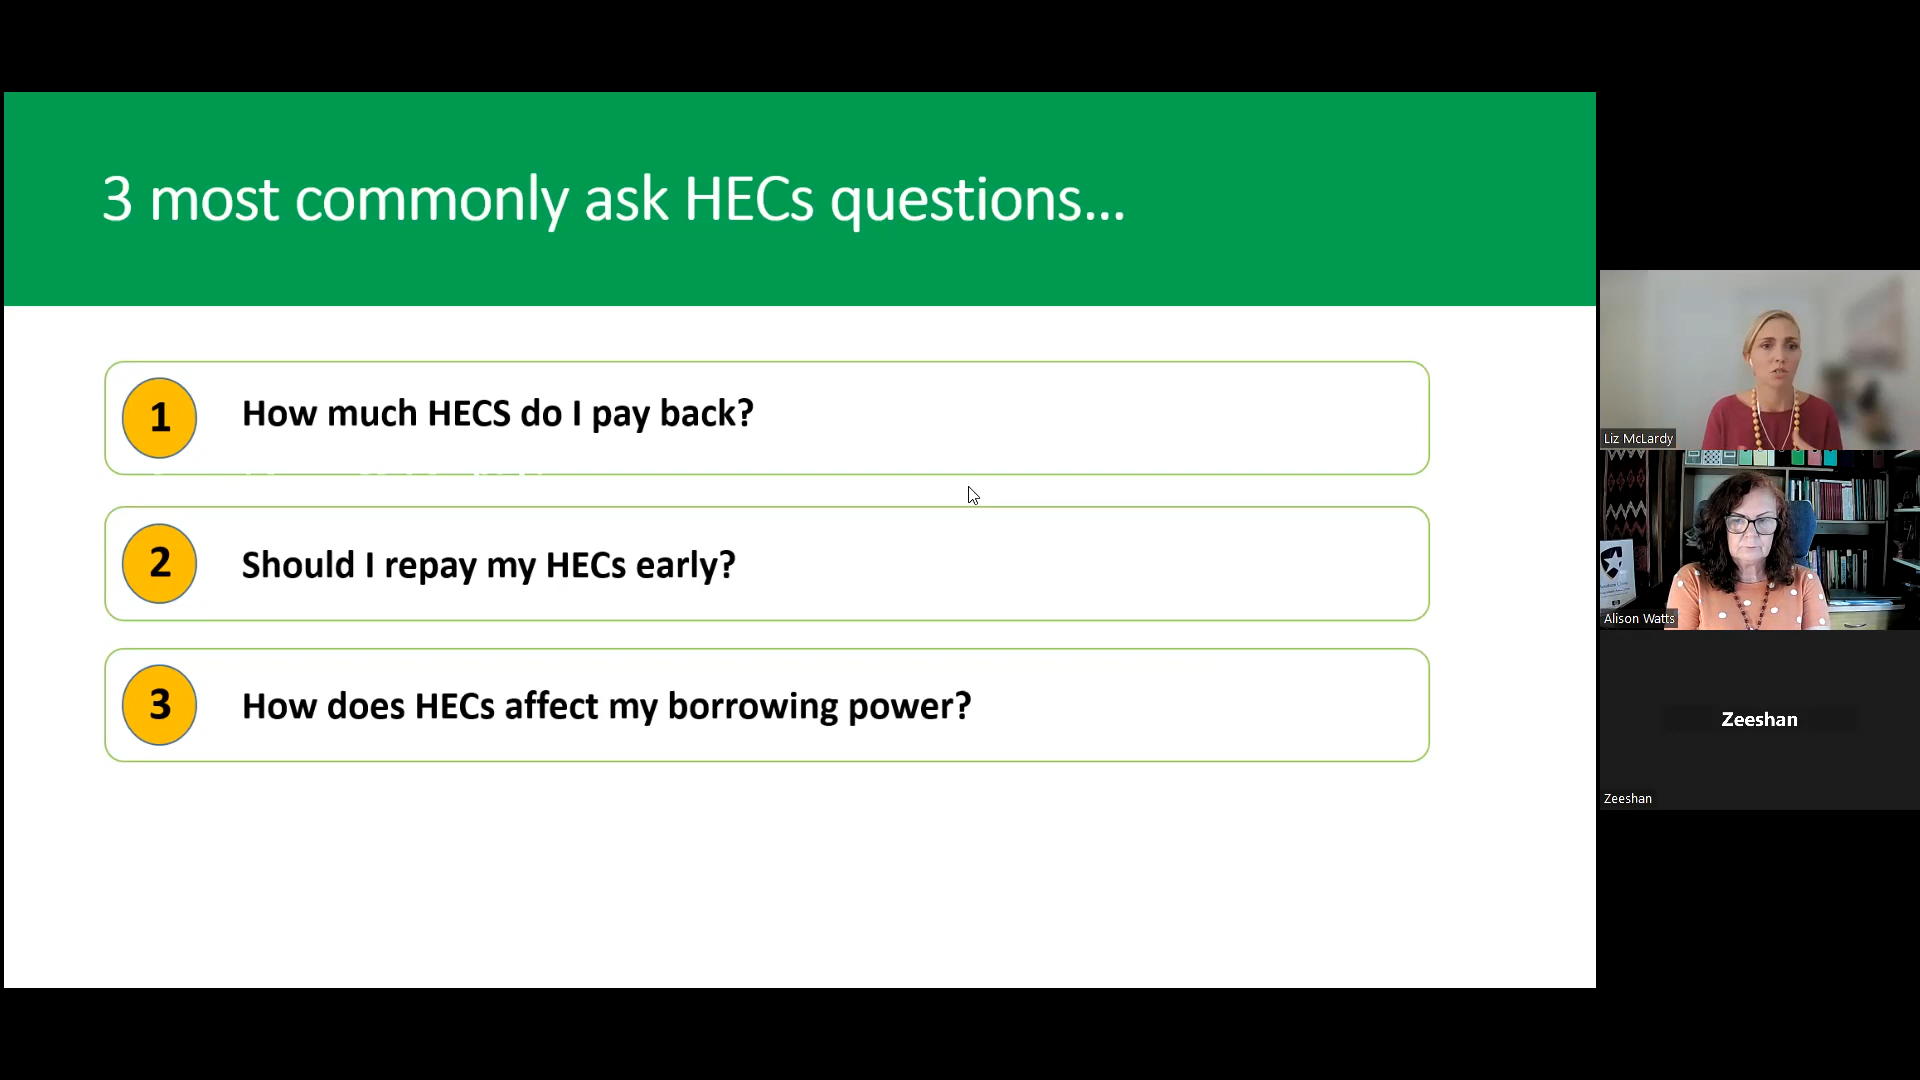 3 most commonly ask HECs questions...
1
How much HECS do I pay back?
2
Should I repay my HECs early?
3
How does HECs affect my borrowing power?
Liz McLardy
Alison Watts
Zeeshan
Zeeshan